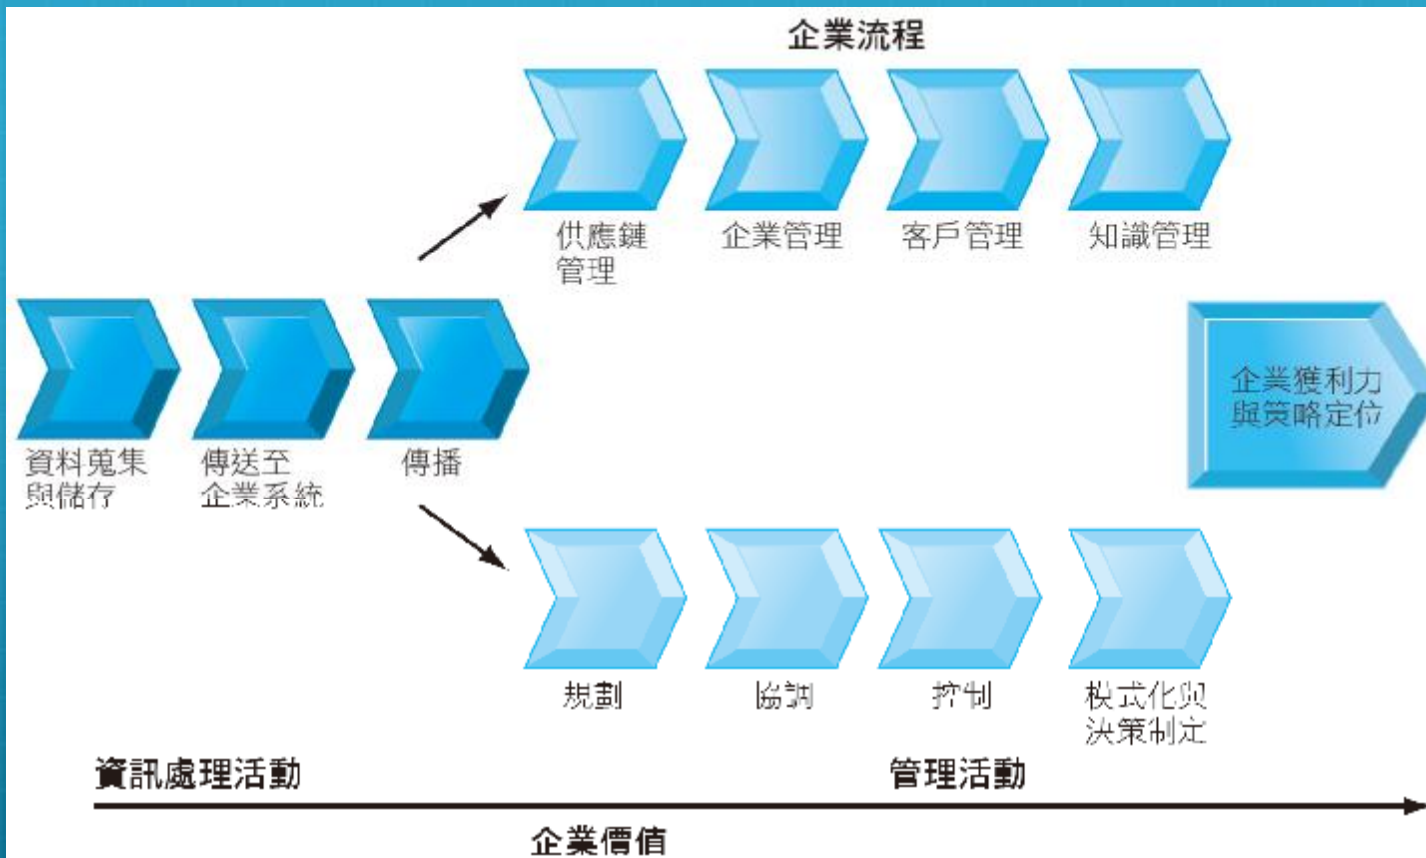 企業流程
供應鏈
管理
企業管理
客戶管理
知識管理
資料蒐集
與儲存
傳送至
企業系統
傳播
企業獲利力
與策略定位
規劃
協調
控制
模式化與
決策制定
資訊處理活動
管理活動
企業價值